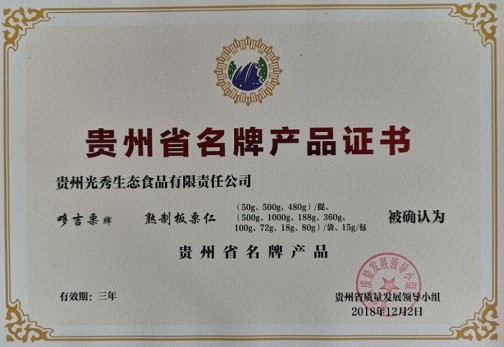 贵州省名牌产品证书
贵州光秀生态食品有限责任公司
哆吉栗牌 熟制板栗仁 (50g、500g、480g)/提、 被确认为
(500g、1000g、188g、360g、
100g、72g、18g、80g)/袋、15g/包
贵州省名牌产品
有效期：三年
贵州省质量发展领导小组
2018年12月2日